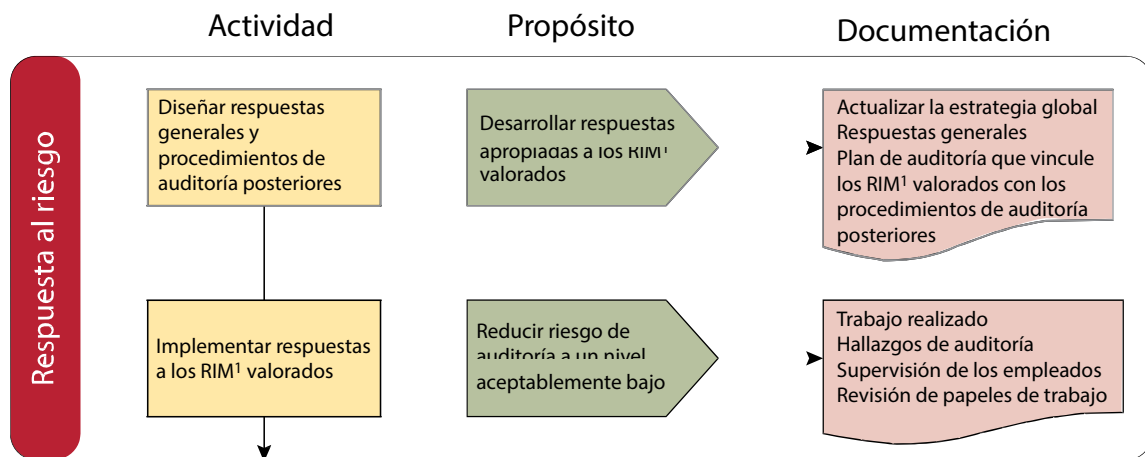 Actividad
Propósito
Documentación
Respuesta al riesgo
Diseñar respuestas
generales y
procedimientos de
auditoría posteriores
Desarrollar respuestas
apropiadas a los RIM¹
valorados
Actualizar la estrategia global
Respuestas generales
Plan de auditoría que vincule
los RIM¹ valorados con los
procedimientos de auditoría
posteriores
Implementar respuestas
a los RIM¹ valorados
Reducir riesgo de
auditoría a un nivel
aceptablemente bajo
Trabajo realizado
Hallazgos de auditoría
Supervisión de los empleados
Revisión de papeles de trabajo